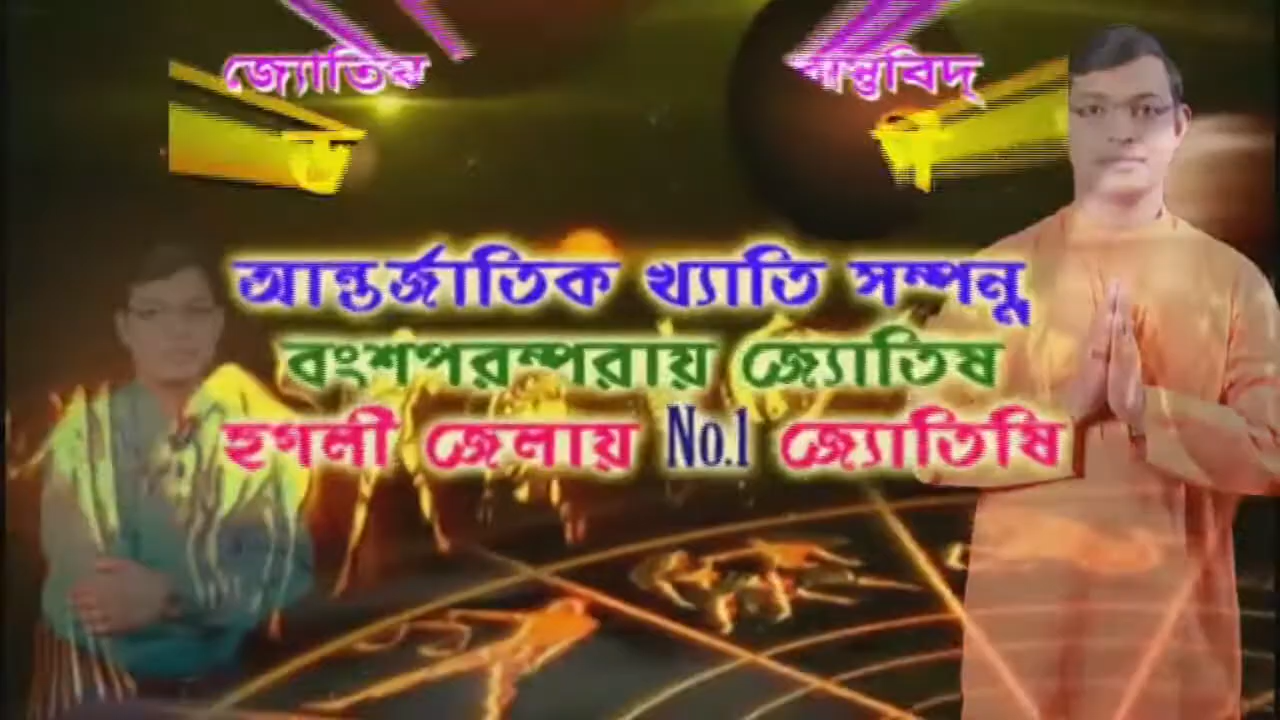 জ্যোতিষ বাস্তুবিদ্
আন্তর্জাতিক খ্যাতি সম্পন্ন
বংশপরম্পরায় জ্যোতিষ
হুগলী জেলায় No.1 জ্যোতিষি